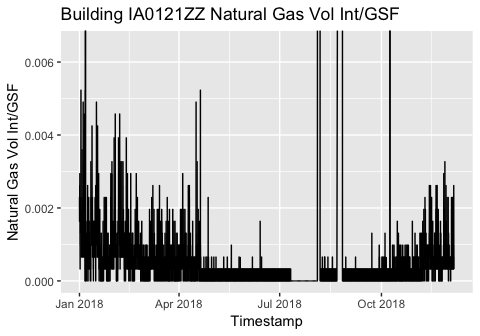 Building IA0121ZZ Natural Gas Vol Int/GSF
Natural Gas Vol Int/GSF
0.006
0.004
0.002
0.000
Jan 2018 Apr 2018 Jul 2018 Oct 2018
Timestamp